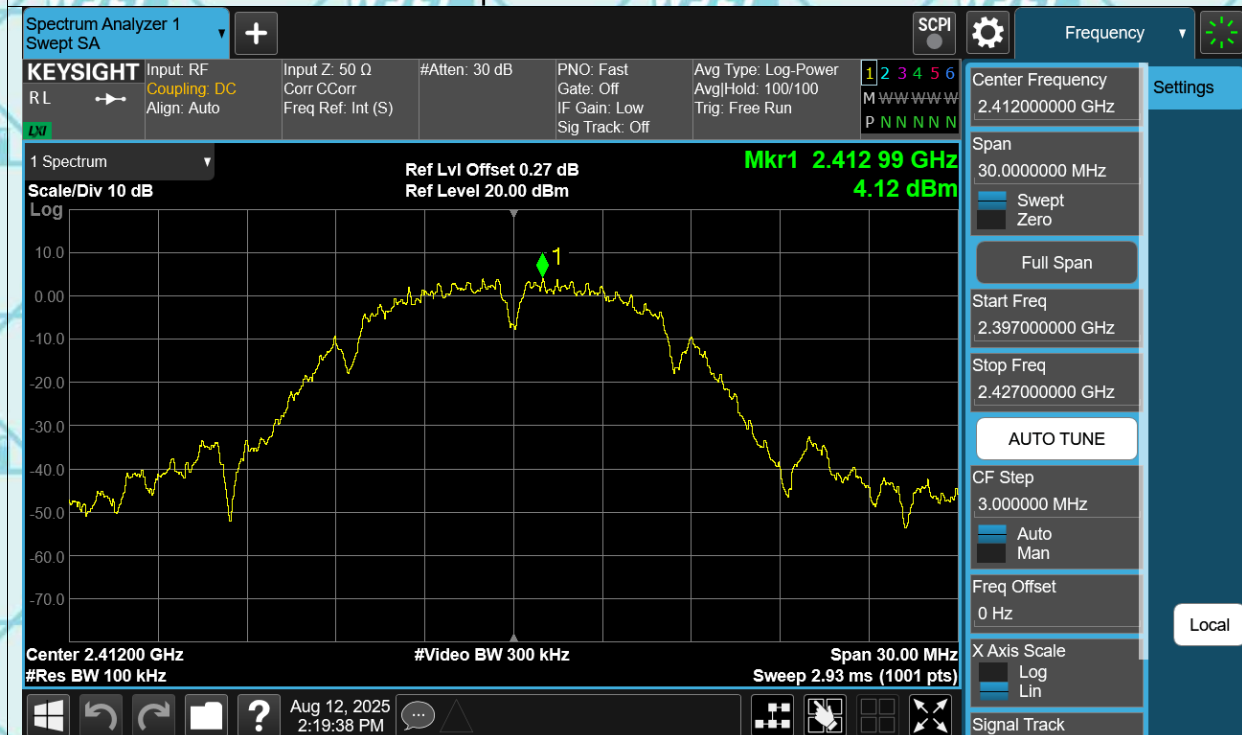 Spectrum Analyzer 1
Swept SA
+
SCPI
Frequency
KEYSIGHT
RL
LXI
Input: RF
Coupling: DC
Align: Auto
Input Z: 50 Ω
Corr CCorr
Freq Ref: Int (S)
#Atten: 30 dB
PNO: Fast
Gate: Off
IF Gain: Low
Sig Track: Off
Avg Type: Log-Power
Avg|Hold: 100/100
Trig: Free Run
1 2 3 4 5 6
M W W W W W
P N N N N N
1 Spectrum
Scale/Div 10 dB
Ref Lvl Offset 0.27 dB
Ref Level 20.00 dBm
Mkr1 2.412 99 GHz
4.12 dBm
Log
10.0
0.00
-10.0
-20.0
-30.0
-40.0
-50.0
-60.0
-70.0
1
Center 2.41200 GHz
#Res BW 100 kHz
#Video BW 300 kHz
Span 30.00 MHz
Sweep 2.93 ms (1001 pts)
?
Aug 12, 2025
2:19:38 PM
Center Frequency
2.412000000 GHz
Span
30.0000000 MHz
Swept
Zero
Full Span
Start Freq
2.397000000 GHz
Stop Freq
2.427000000 GHz
AUTO TUNE
CF Step
3.000000 MHz
Auto
Man
Freq Offset
0 Hz
X Axis Scale
Log
Lin
Signal Track
Settings
Local